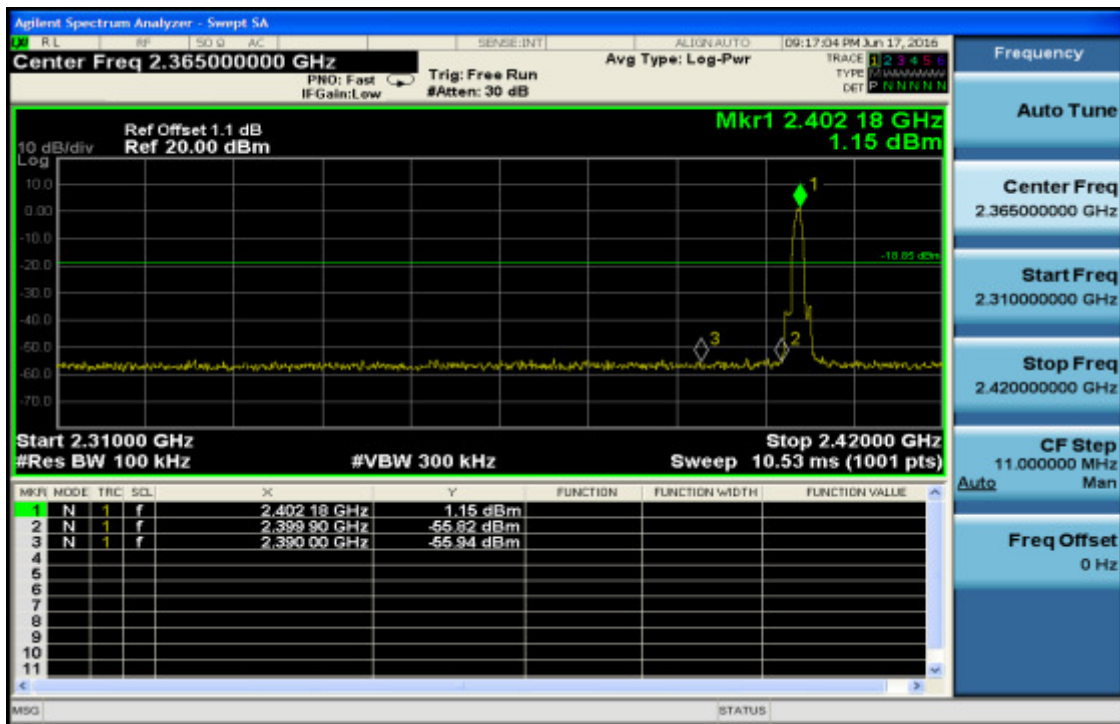 Agilent Spectrum Analyzer - Swept SA
RL RF 50 Ω AC SENSE:INT ALIGN AUTO 09:17:04 PM Jun 17, 2016
Center Freq 2.365000000 GHz
PNO: Fast
IFGain:Low
Trig: Free Run
#Atten: 30 dB
Avg Type: Log-Pwr
TRACE 1 2 3 4 5 6
TYPE M W W W W W
DET P N N N N N
Ref Offset 1.1 dB
10 dB/div Ref 20.00 dBm
Log
Mkr1 2.402 18 GHz
1.15 dBm
10.0
0.00
-10.0
-20.0
-30.0
-40.0
-50.0
-60.0
-70.0
1
-18.85 dBm
3
2
Start 2.31000 GHz Stop 2.42000 GHz
#Res BW 100 kHz #VBW 300 kHz Sweep 10.53 ms (1001 pts)
MKR MODE TRC SCL X Y FUNCTION FUNCTION WIDTH FUNCTION VALUE
1 N 1 f 2.402 18 GHz 1.15 dBm
2 N 1 f 2.399 90 GHz -55.82 dBm
3 N 1 f 2.390 00 GHz -55.94 dBm
4
5
6
7
8
9
10
11
MSG STATUS
Frequency
Auto Tune
Center Freq
2.365000000 GHz
Start Freq
2.310000000 GHz
Stop Freq
2.420000000 GHz
CF Step
11.000000 MHz
Auto Man
Freq Offset
0 Hz